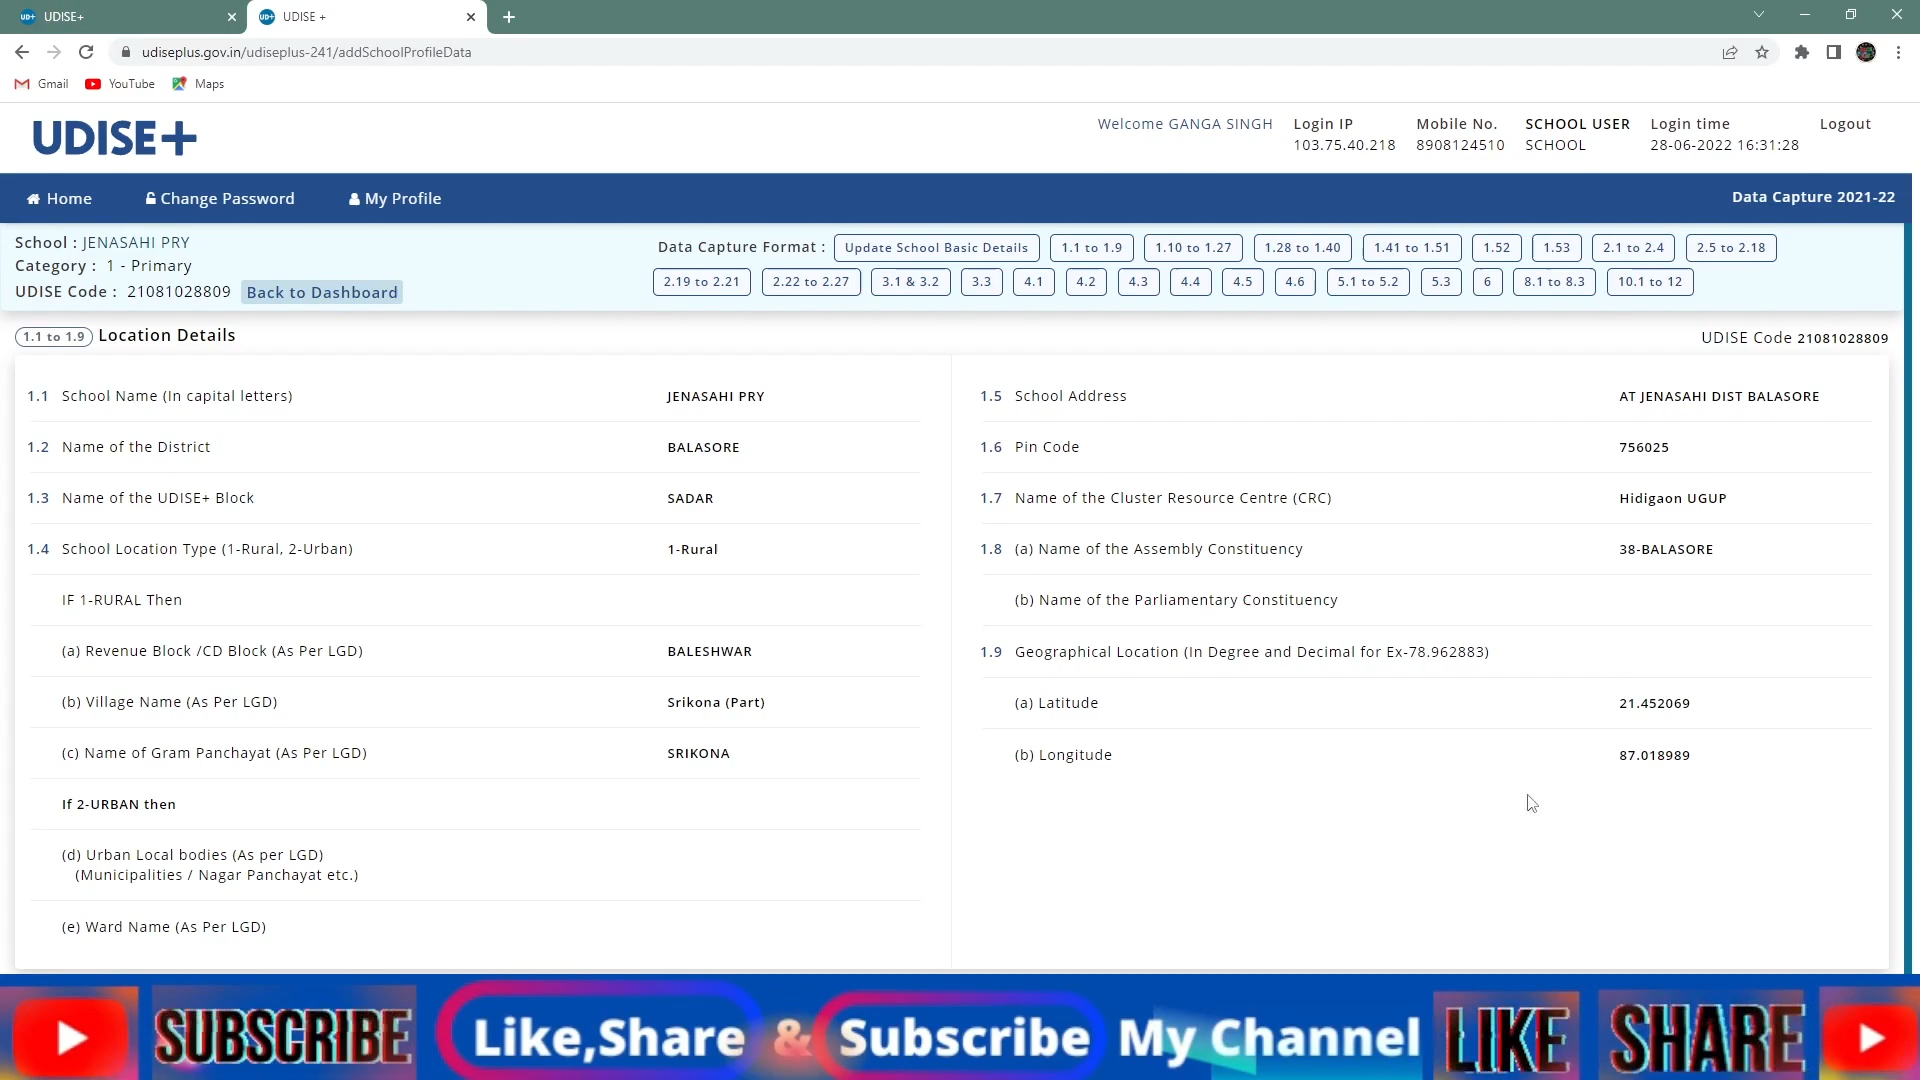 UDISE+
UDISE +
udiseplus.gov.in/udiseplus-241/addSchoolProfileData
Gmail YouTube Maps
UDISE+
Welcome GANGA SINGH
Login IP
103.75.40.218
Mobile No.
8908124510
SCHOOL USER
SCHOOL
Login time
28-06-2022 16:31:28
Logout
Home Change Password My Profile Data Capture 2021-22
School : JENASAHI PRY
Category : 1 - Primary
UDISE Code : 21081028809 Back to Dashboard
Data Capture Format : Update School Basic Details 1.1 to 1.9 1.10 to 1.27 1.28 to 1.40 1.41 to 1.51 1.52 1.53 2.1 to 2.4 2.5 to 2.18
2.19 to 2.21 2.22 to 2.27 3.1 & 3.2 3.3 4.1 4.2 4.3 4.4 4.5 4.6 5.1 to 5.2 5.3 6 8.1 to 8.3 10.1 to 12
1.1 to 1.9 Location Details
UDISE Code 21081028809
1.1 School Name (In capital letters) JENASAHI PRY
1.2 Name of the District BALASORE
1.3 Name of the UDISE+ Block SADAR
1.4 School Location Type (1-Rural, 2-Urban) 1-Rural
IF 1-RURAL Then
(a) Revenue Block /CD Block (As Per LGD) BALESHWAR
(b) Village Name (As Per LGD) Srikona (Part)
(c) Name of Gram Panchayat (As Per LGD) SRIKONA
If 2-URBAN then
(d) Urban Local bodies (As per LGD)
(Municipalities / Nagar Panchayat etc.)
(e) Ward Name (As Per LGD)
1.5 School Address AT JENASAHI DIST BALASORE
1.6 Pin Code 756025
1.7 Name of the Cluster Resource Centre (CRC) Hidigaon UGUP
1.8 (a) Name of the Assembly Constituency 38-BALASORE
(b) Name of the Parliamentary Constituency
1.9 Geographical Location (In Degree and Decimal for Ex-78.962883)
(a) Latitude 21.452069
(b) Longitude 87.018989
SUBSCRIBE Like,Share & Subscribe My Channel LIKE SHARE